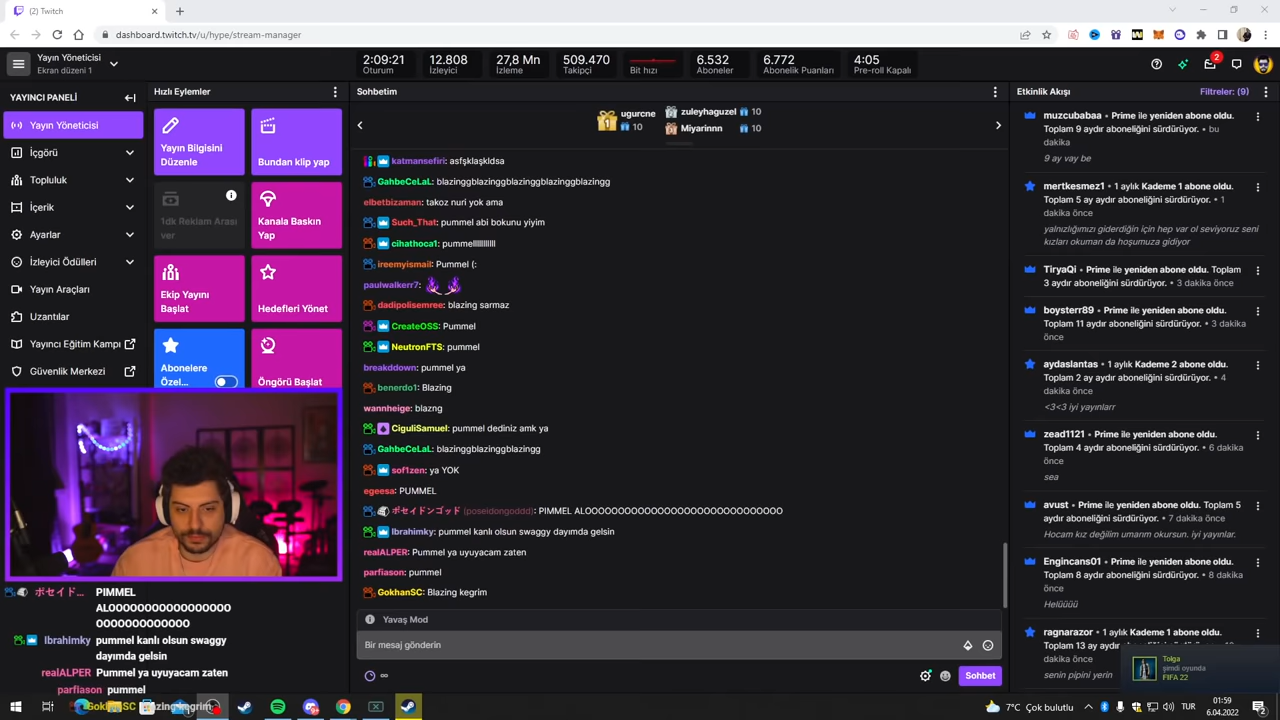 (2) Twitch
dashboard.twitch.tv/u/hype/stream-manager
Yayın Yöneticisi
Ekran düzeni 1
2:09:21
Oturum
12.808
İzleyici
27,8 Mn
İzleme
509.470
Takipçi
Bit hızı
6.532
Aboneler
6.772
Abonelik Puanları
4:05
Pre-roll Kapalı
2
YAYINCI PANELİ
Yayın Yöneticisi
İçgörü
Topluluk
İçerik
Ayarlar
İzleyici Ödülleri
Yayın Araçları
Uzantılar
Yayıncı Eğitim Kampı
Güvenlik Merkezi
Hızlı Eylemler
Yayın Bilgisini
Düzenle
Bundan klip yap
1dk Reklam Arası
ver
Kanala Baskın
Yap
Ekip Yayını
Başlat
Hedefleri Yönet
Abonelere
Özel...
Öngörü Başlat
Sohbetim
1
ugurcne
10
zuleyhaguzel 10
Miyarinnn 10
katmansefiri: asfşklaşkldsa
GahbeCeLaL: blazinggblazinggblazinggblazinggblazingg
elbetbizaman: takoz nuri yok ama
Such_That: pummel abi bokunu yiyim
cihathoca1: pummelllllllllll
ireemyismail: Pummel (:
paulwalkerr7:
dadipolisemree: blazing sarmaz
CreateOSS: Pummel
NeutronFTS: pummel
breakddown: pummel ya
benerdo1: Blazing
wannheige: blazng
CiguliSamuel: pummel dediniz amk ya
GahbeCeLaL: blazinggblazinggblazingg
sof1zen: ya YOK
egeesa: PUMMEL
ポセイドンゴッド (poseidongoddd): PIMMEL ALOOOOOOOOOOOOOOOOOOOOOOOOOOOOOO
Ibrahimky: pummel kanlı olsun swaggy dayımda gelsin
realALPER: Pummel ya uyuyacam zaten
parfiason: pummel
GokhanSC: Blazing kegrim
Yavaş Mod
Bir mesaj gönderin
Sohbet
Etkinlik Akışı
Filtreler: (9)
muzcubabaa • Prime ile yeniden abone oldu.
Toplam 9 aydır aboneliğini sürdürüyor. • bu
dakika
9 ay vay be
mertkesmez1 • 1 aylık Kademe 1 abone oldu.
Toplam 5 ay aydır aboneliğini sürdürüyor. • 1
dakika önce
yalnızlığımızı giderdiğin için hep var ol seviyoruz seni
kızları okuman da hoşumuza gidiyor
TiryaQi • Prime ile yeniden abone oldu. Toplam
3 aydır aboneliğini sürdürüyor. • 3 dakika önce
boysterr89 • Prime ile yeniden abone oldu.
Toplam 11 aydır aboneliğini sürdürüyor. • 3 dakika
önce
aydaslantas • 1 aylık Kademe 2 abone oldu.
Toplam 2 ay aydır aboneliğini sürdürüyor. • 4
dakika önce
<3<3 iyi yayınlarr
zead1121 • Prime ile yeniden abone oldu.
Toplam 4 aydır aboneliğini sürdürüyor. • 6 dakika
önce
sea
avust • Prime ile yeniden abone oldu. Toplam 5
aydır aboneliğini sürdürüyor. • 7 dakika önce
Hocam kız değilim umarım okursun. iyi yayınlar.
Engincans01 • Prime ile yeniden abone oldu.
Toplam 8 aydır aboneliğini sürdürüyor. • 8 dakika
önce
Helüüüü
ragnarazor • 1 aylık Kademe 1 abone oldu.
Toplam 13 ay aydır
dakika önce
senin pipini yerin
Tolga
şimdi oyunda
FIFA 22
ポセイド... PIMMEL
ALOOOOOOOOOOOOOOOOO
OOOOOOOOOOOOO
Ibrahimky pummel kanlı olsun swaggy
dayımda gelsin
realALPER Pummel ya uyuyacam zaten
parfiason pummel
GokhanSC Blazing kegrim
7°C Çok bulutlu
TUR
01:59
6.04.2022
2